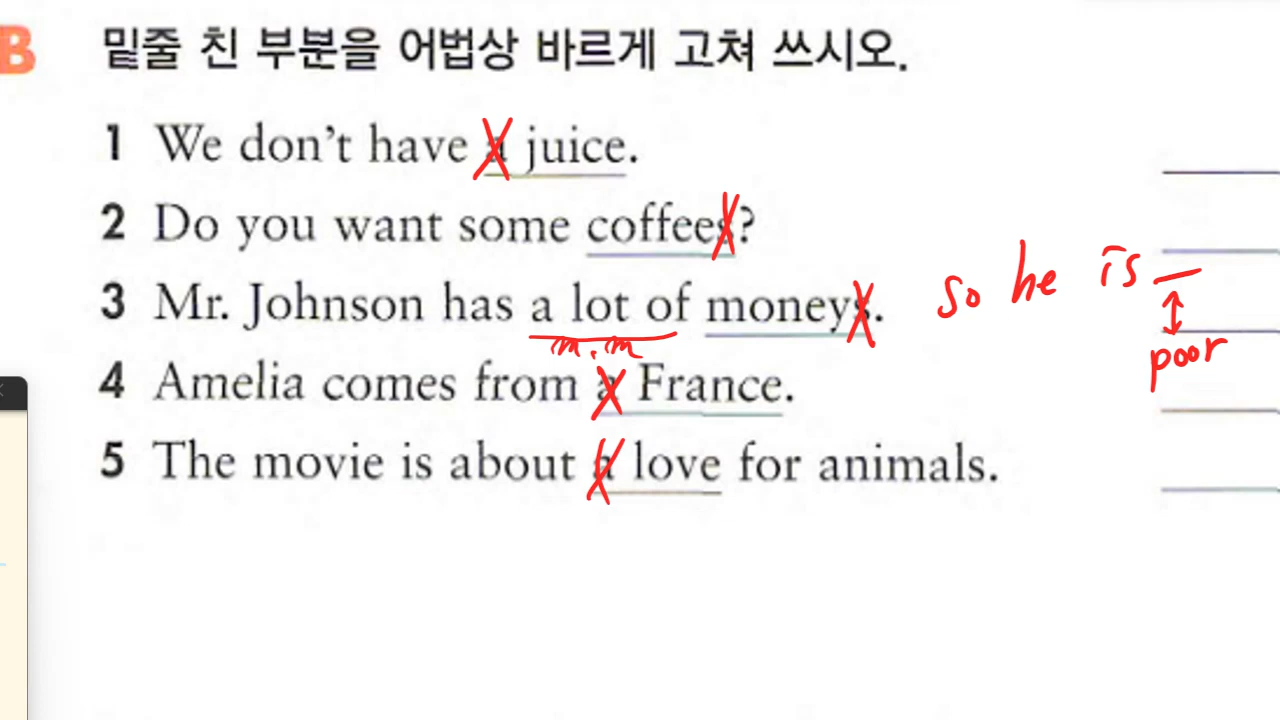 B 밑줄 친 부분을 어법상 바르게 고쳐 쓰시오.
1 We don't have a juice.
2 Do you want some coffees?
3 Mr. Johnson has a lot of moneys. so he is
m.m
poor
4 Amelia comes from a France.
5 The movie is about a love for animals.